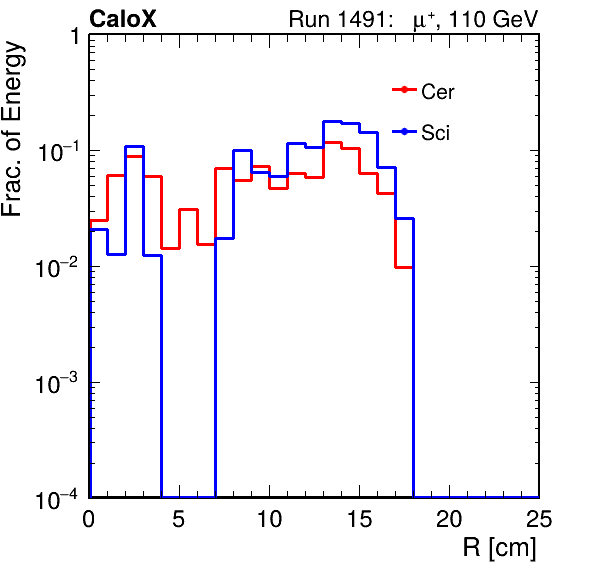 CaloX Run 1491: μ⁺, 110 GeV
Frac. of Energy
1
10⁻¹
10⁻²
10⁻³
10⁻⁴
Cer
Sci
0 5 10 15 20 25
R [cm]